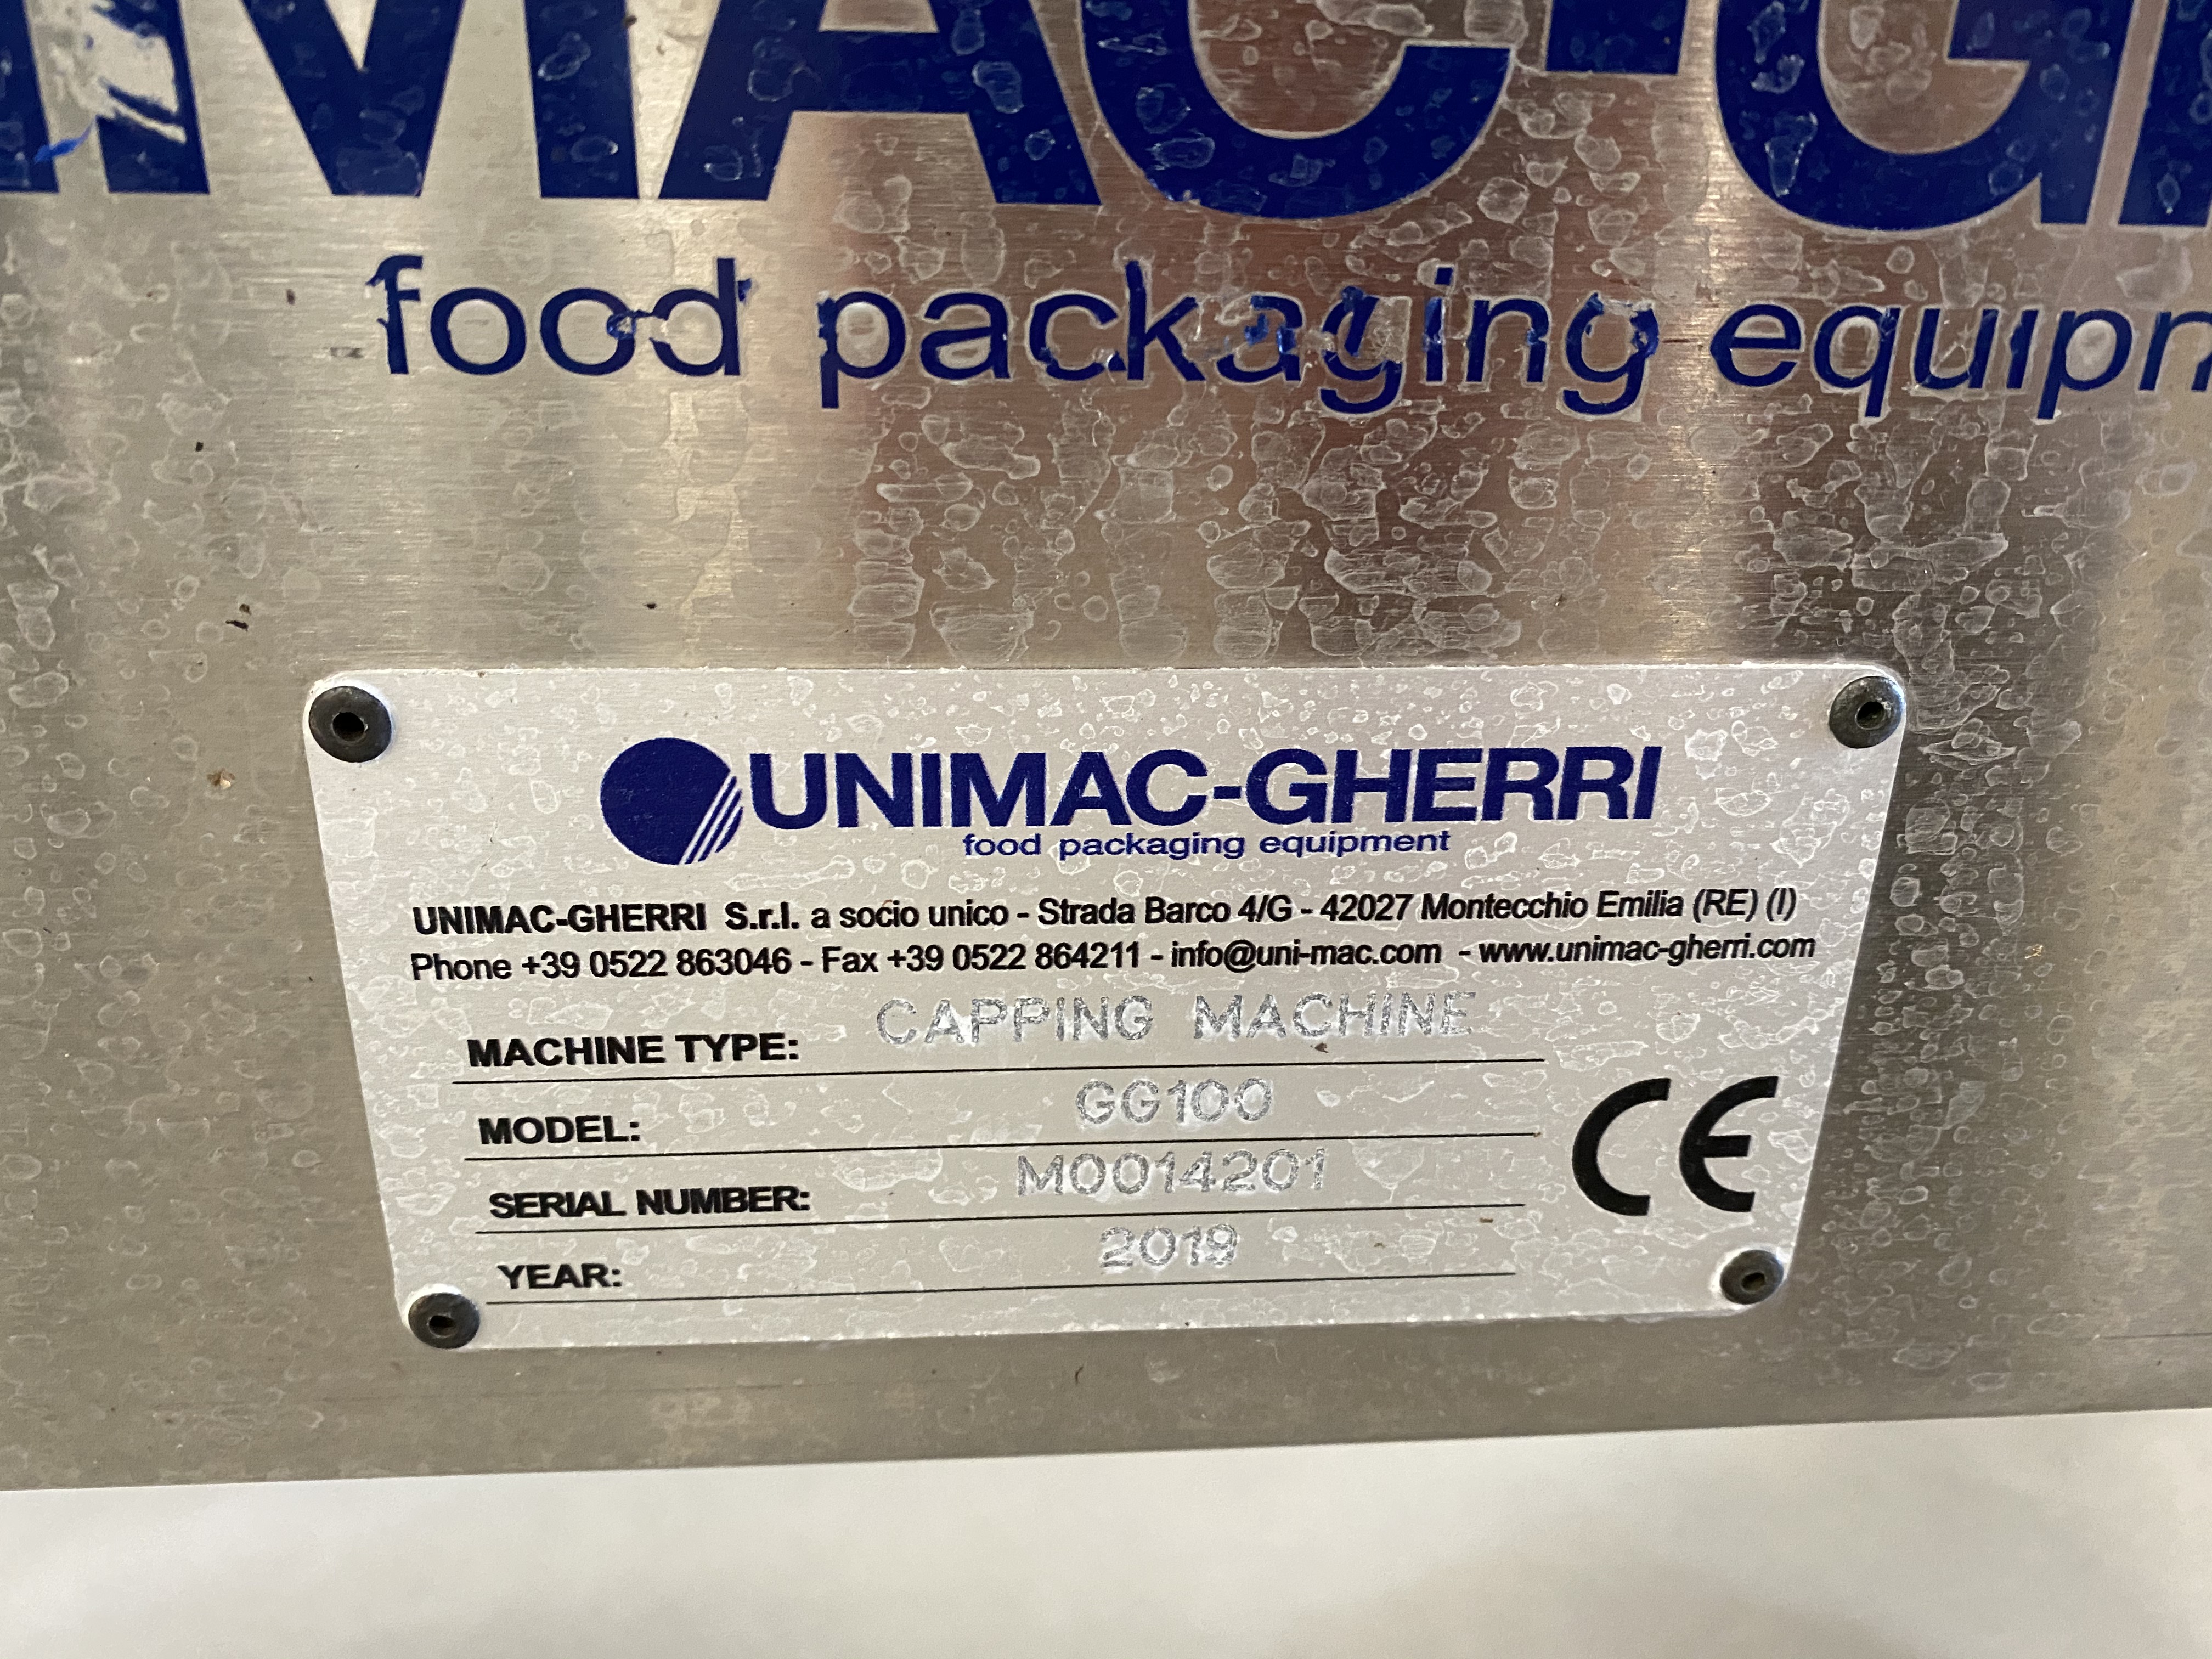 MAC-G
food packaging equipm
UNIMAC-GHERRI
food packaging equipment
UNIMAC-GHERRI S.r.l. a socio unico - Strada Barco 4/G - 42027 Montecchio Emilia (RE) (I)
Phone +39 0522 863046 - Fax +39 0522 864211 - info@uni-mac.com - www.unimac-gherri.com
MACHINE TYPE: CAPPING MACHINE
MODEL: GG100
SERIAL NUMBER: M0014201
YEAR: 2019
CE